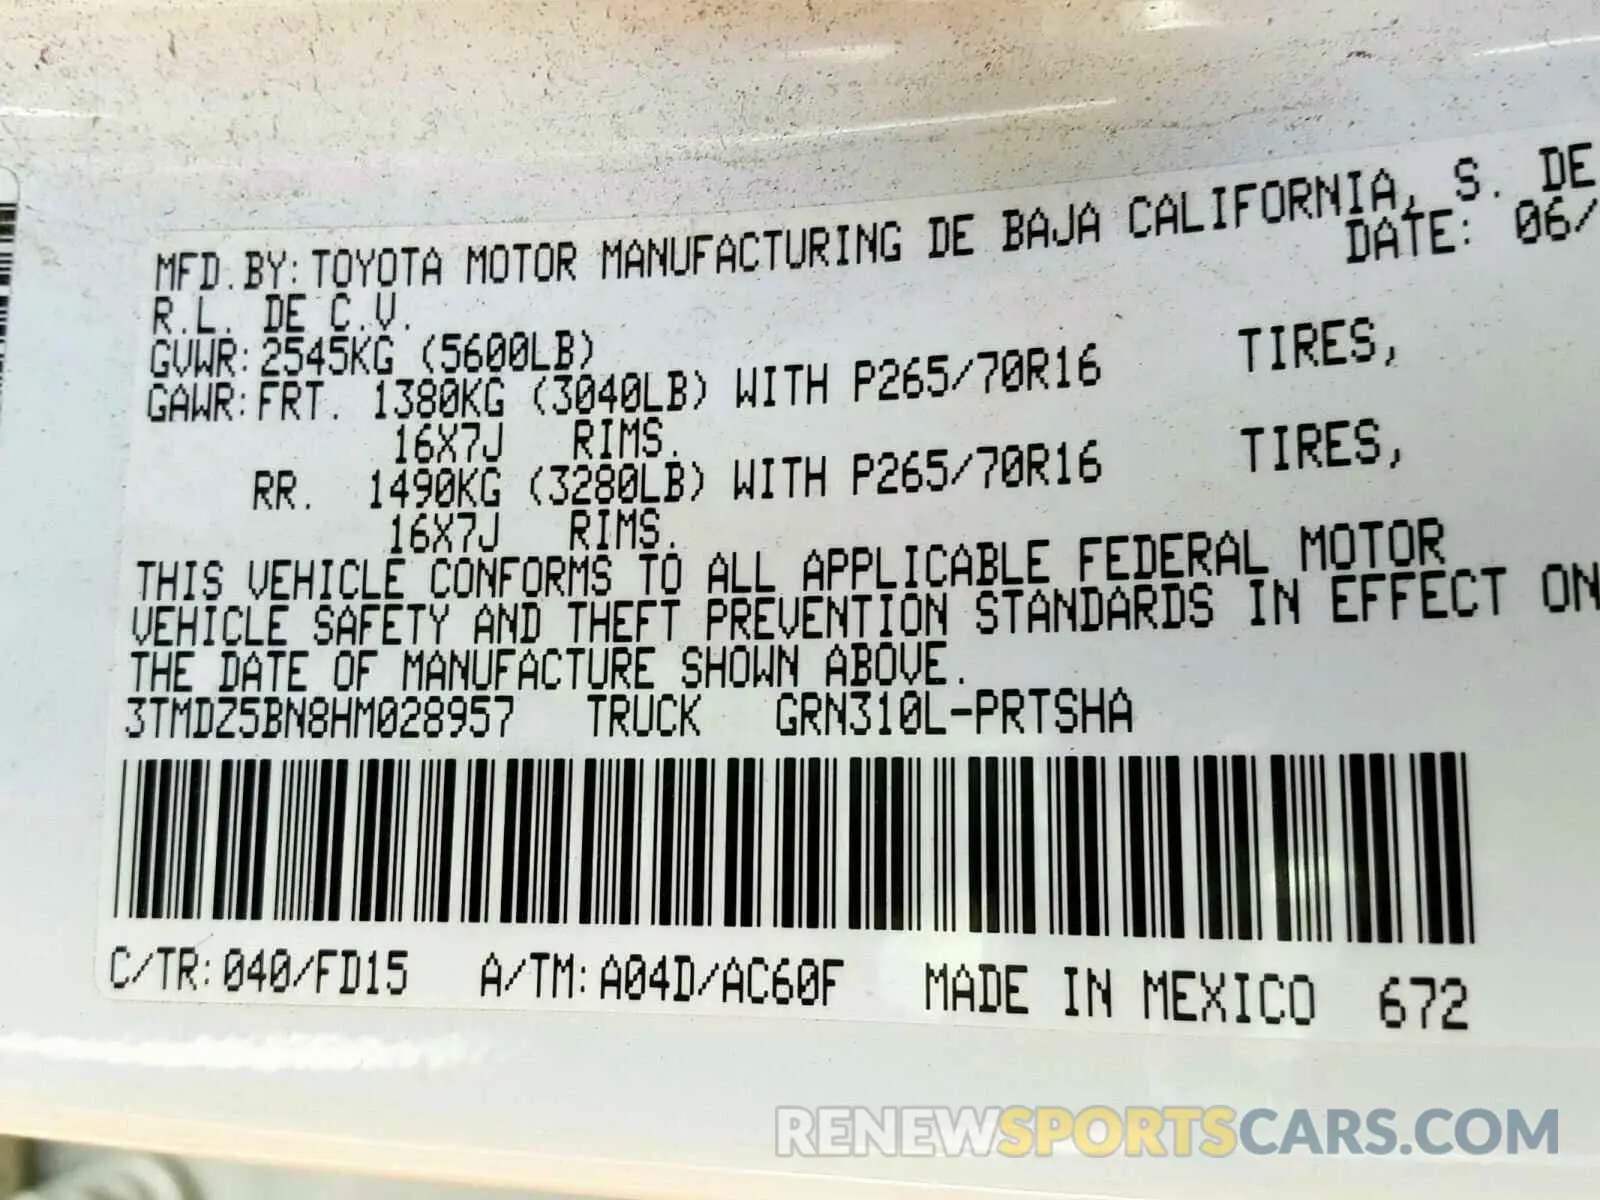 MFD.BY: TOYOTA MOTOR MANUFACTURING DE BAJA CALIFORNIA, S. DE
R.L. DE C.V. DATE: 06/
GVWR: 2545KG (5600LB)
GAWR: FRT. 1380KG (3040LB) WITH P265/70R16 TIRES,
16X7J RIMS.
RR. 1490KG (3280LB) WITH P265/70R16 TIRES,
16X7J RIMS.
THIS VEHICLE CONFORMS TO ALL APPLICABLE FEDERAL MOTOR
VEHICLE SAFETY AND THEFT PREVENTION STANDARDS IN EFFECT ON
THE DATE OF MANUFACTURE SHOWN ABOVE.
3TMDZ5BN8HM028957 TRUCK GRN310L-PRTSHA
C/TR: 040/FD15 A/TM: A04D/AC60F MADE IN MEXICO 672
RENEWSPORTSCARS.COM